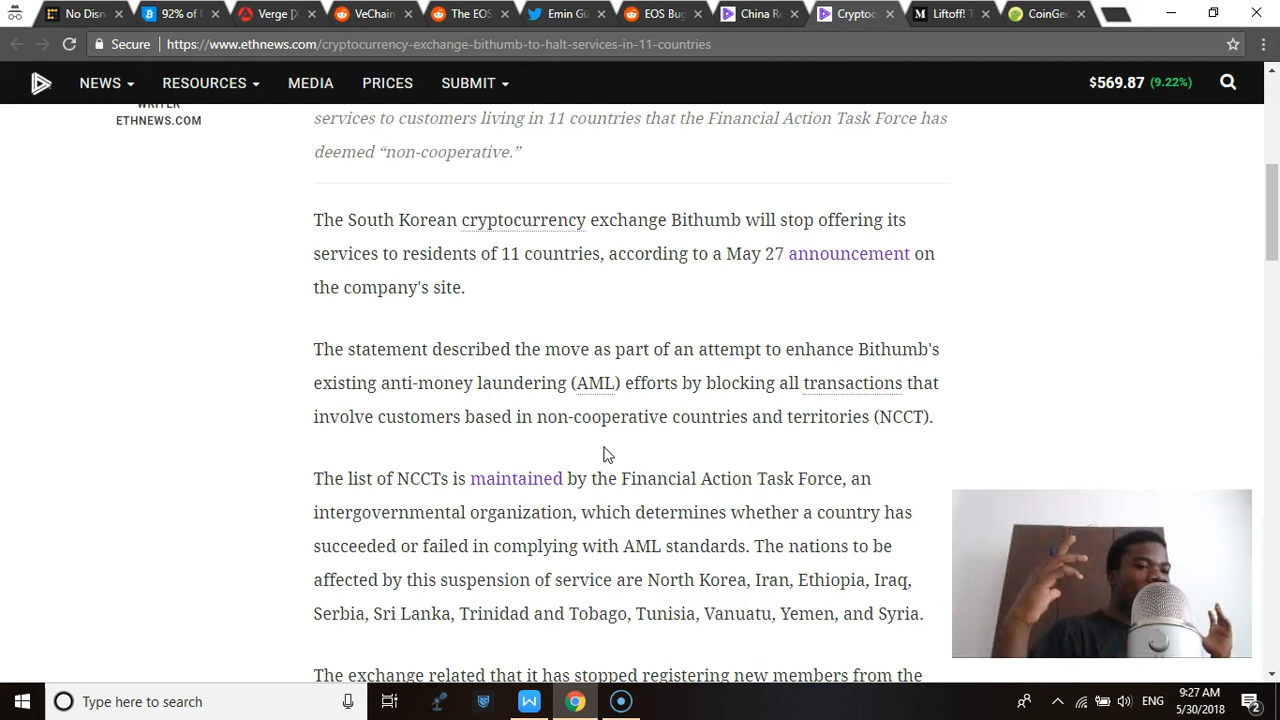 No Dism
92% of
Verge [X
VeChain
The EOS
Emin Gü
EOS Bug
China Re
Cryptoc
Liftoff! T
CoinGec
Secure
https://www.ethnews.com/cryptocurrency-exchange-bithumb-to-halt-services-in-11-countries
NEWS
RESOURCES
MEDIA
PRICES
SUBMIT
$569.87 (9.22%)
WRITER
ETHNEWS.COM
services to customers living in 11 countries that the Financial Action Task Force has
deemed “non-cooperative.”
The South Korean cryptocurrency exchange Bithumb will stop offering its
services to residents of 11 countries, according to a May 27 announcement on
the company's site.
The statement described the move as part of an attempt to enhance Bithumb's
existing anti-money laundering (AML) efforts by blocking all transactions that
involve customers based in non-cooperative countries and territories (NCCT).
The list of NCCTs is maintained by the Financial Action Task Force, an
intergovernmental organization, which determines whether a country has
succeeded or failed in complying with AML standards. The nations to be
affected by this suspension of service are North Korea, Iran, Ethiopia, Iraq,
Serbia, Sri Lanka, Trinidad and Tobago, Tunisia, Vanuatu, Yemen, and Syria.
The exchange related that it has stopped registering new members from the
Type here to search
ENG
9:27 AM
5/30/2018
2